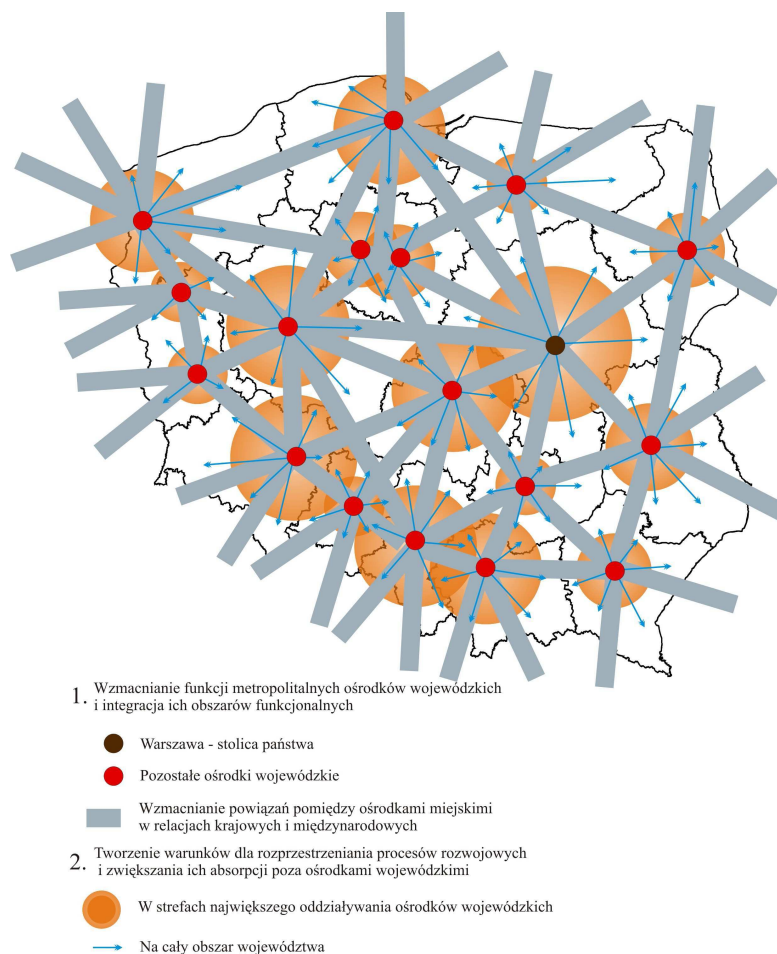 1. Wzmacnianie funkcji metropolitalnych ośrodków wojewódzkich
i integracja ich obszarów funkcjonalnych
Warszawa - stolica państwa
Pozostałe ośrodki wojewódzkie
Wzmacnianie powiązań pomiędzy ośrodkami miejskimi
w relacjach krajowych i międzynarodowych
2. Tworzenie warunków dla rozprzestrzeniania procesów rozwojowych
i zwiększania ich absorpcji poza ośrodkami wojewódzkimi
W strefach największego oddziaływania ośrodków wojewódzkich
Na cały obszar województwa